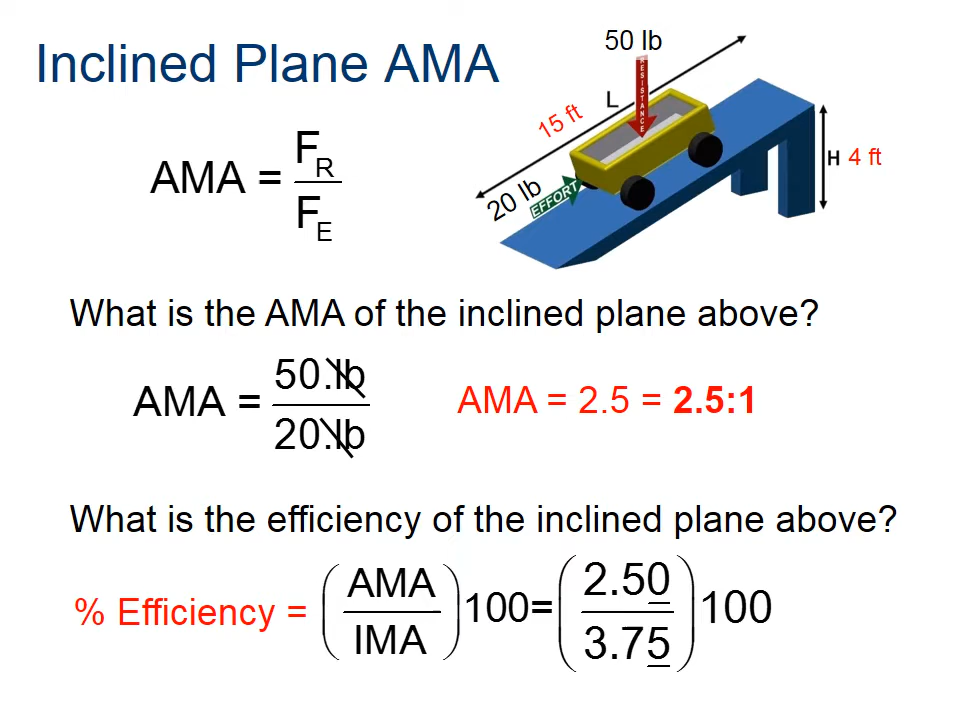 Inclined Plane AMA
50 lb
RESISTANCE
L
15 ft
20 lb
EFFORT
H 4 ft
AMA = F_R / F_E
What is the AMA of the inclined plane above?
AMA = 50.lb / 20.lb
AMA = 2.5 = 2.5:1
What is the efficiency of the inclined plane above?
% Efficiency = (AMA / IMA) 100 = (2.50 / 3.75) 100